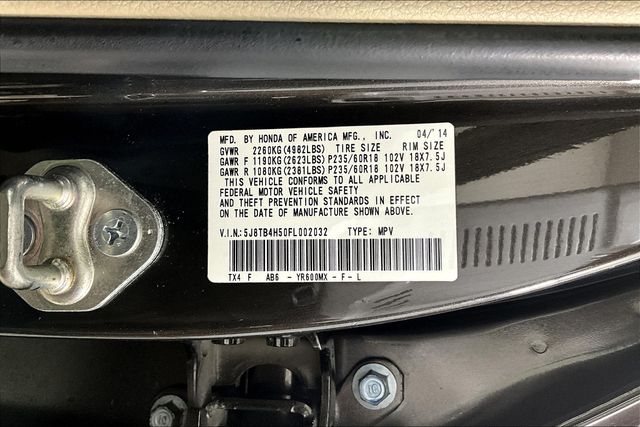 MFD. BY HONDA OF AMERICA MFG., INC. 04/'14
GVWR 2260KG(4982LBS) TIRE SIZE RIM SIZE
GAWR F 1190KG(2623LBS) P235/60R18 102V 18X7.5J
GAWR R 1080KG(2381LBS) P235/60R18 102V 18X7.5J
THIS VEHICLE CONFORMS TO ALL APPLICABLE
FEDERAL MOTOR VEHICLE SAFETY
AND THEFT PREVENTION STANDARDS IN EFFECT
ON THE DATE OF MANUFACTURE SHOWN ABOVE.
V.I.N.:5J8TB4H50FL002032 TYPE: MPV
TX4 F AB6 - YR600MX - F - L